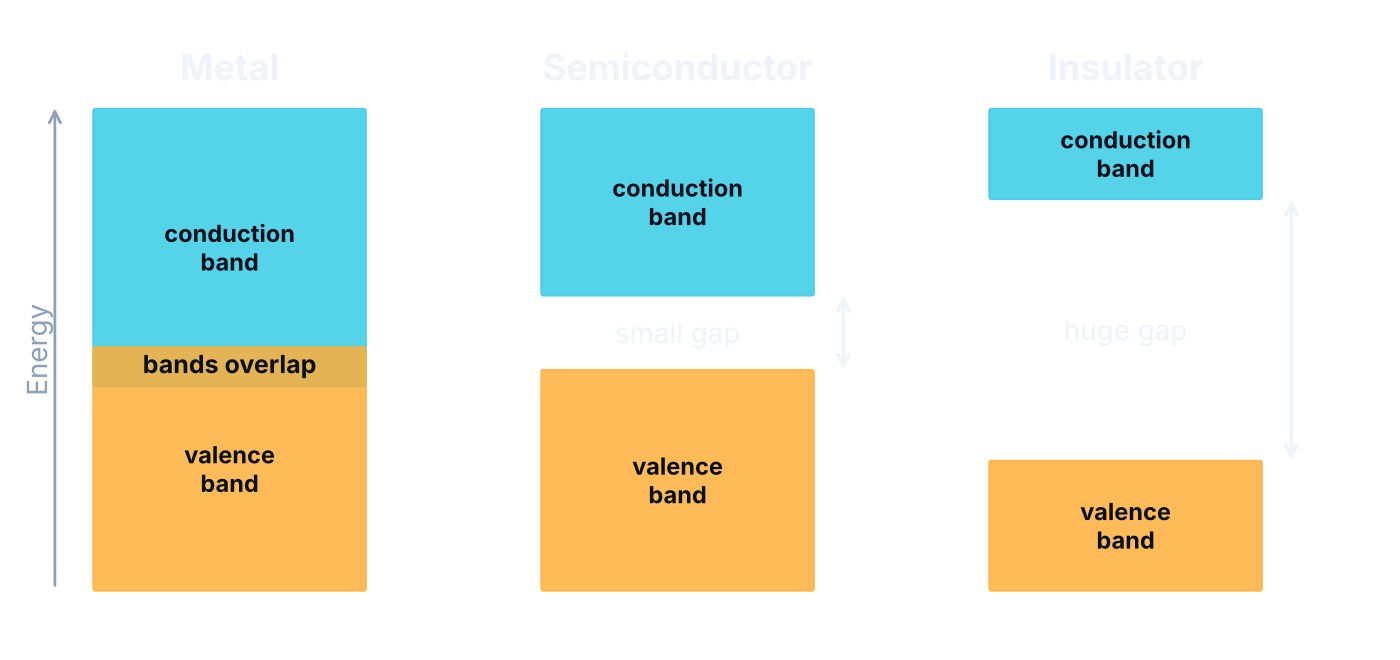 Metal
Semiconductor
Insulator
Energy
conduction
band
bands overlap
valence
band
conduction
band
small gap
valence
band
conduction
band
huge gap
valence
band